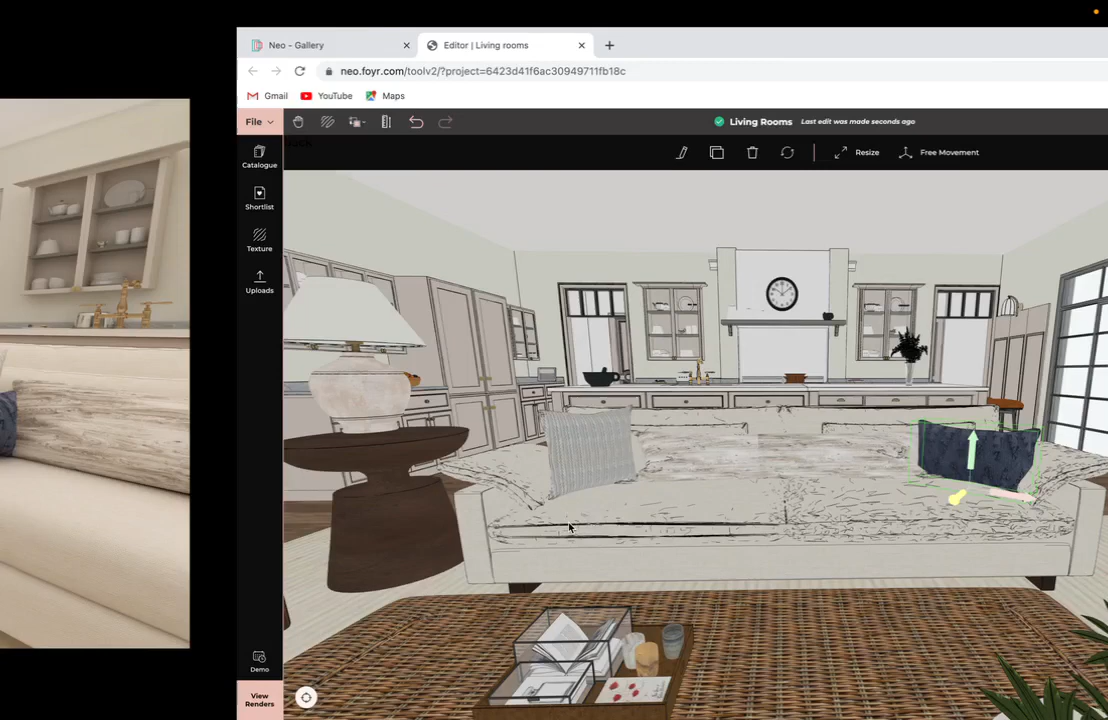 Neo - Gallery
Editor | Living rooms
neo.foyr.com/toolv2/?project=6423d41f6ac30949711fb18c
Gmail
YouTube
Maps
File
Living Rooms
Last edit was made seconds ago
Resize
Free Movement
Catalogue
Shortlist
Texture
Uploads
Demo
View
Renders